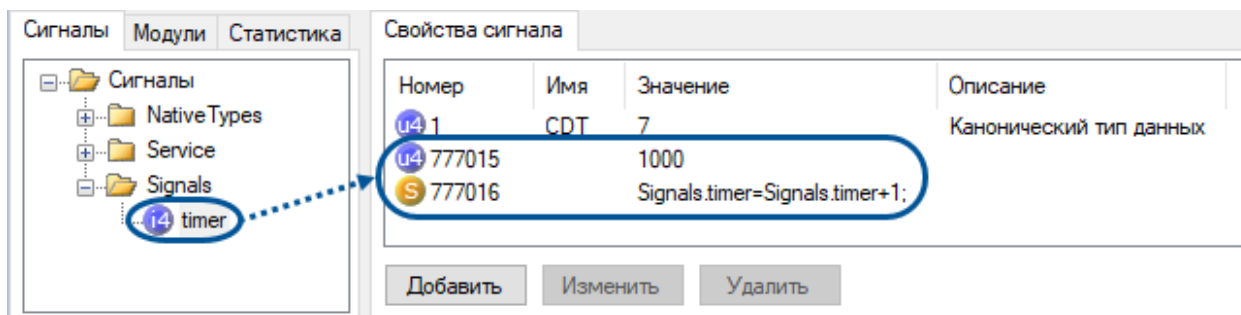 Сигналы Модули Статистика Свойства сигнала
Сигналы
NativeTypes
Service
Signals
i4 timer
Номер Имя Значение Описание
u4 1 CDT 7 Канонический тип данных
u4 777015 1000
S 777016 Signals.timer=Signals.timer+1;
Добавить Изменить Удалить